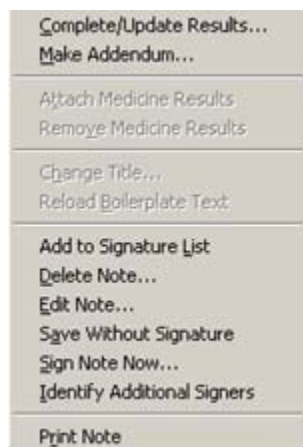 Complete/Update Results...
Make Addendum...
Attach Medicine Results
Remove Medicine Results
Change Title...
Reload Boilerplate Text
Add to Signature List
Delete Note...
Edit Note...
Save Without Signature
Sign Note Now...
Identify Additional Signers
Print Note